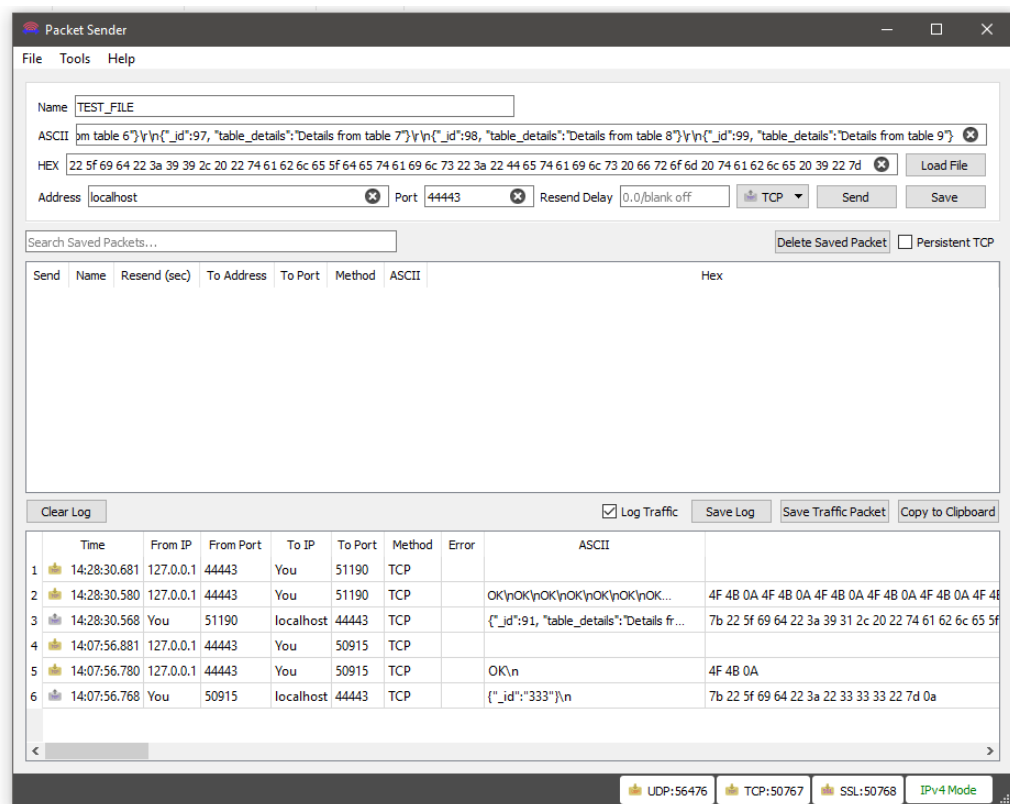 Packet Sender
File Tools Help
Name TEST_FILE
ASCII om table 6"}\r\n{"_id":97, "table_details":"Details from table 7"}\r\n{"_id":98, "table_details":"Details from table 8"}\r\n{"_id":99, "table_details":"Details from table 9"}
HEX 22 5f 69 64 22 3a 39 39 2c 20 22 74 61 62 6c 65 5f 64 65 74 61 69 6c 73 22 3a 22 44 65 74 61 69 6c 73 20 66 72 6f 6d 20 74 61 62 6c 65 20 39 22 7d Load File
Address localhost Port 44443 Resend Delay 0.0/blank off TCP Send Save
Search Saved Packets... Delete Saved Packet Persistent TCP
Send Name Resend (sec) To Address To Port Method ASCII Hex
Clear Log Log Traffic Save Log Save Traffic Packet Copy to Clipboard
Time From IP From Port To IP To Port Method Error ASCII
1 14:28:30.681 127.0.0.1 44443 You 51190 TCP
2 14:28:30.580 127.0.0.1 44443 You 51190 TCP OK\nOK\nOK\nOK\nOK\nOK\nOK... 4F 4B 0A 4F 4B 0A 4F 4B 0A 4F 4B 0A 4F 4B 0A 4F 4B 0A 4F 4B
3 14:28:30.568 You 51190 localhost 44443 TCP {"_id":91, "table_details":"Details fr... 7b 22 5f 69 64 22 3a 39 31 2c 20 22 74 61 62 6c 65 5f
4 14:07:56.881 127.0.0.1 44443 You 50915 TCP
5 14:07:56.780 127.0.0.1 44443 You 50915 TCP OK\n 4F 4B 0A
6 14:07:56.768 You 50915 localhost 44443 TCP {"_id":"333"}\n 7b 22 5f 69 64 22 3a 22 33 33 33 22 7d 0a
UDP:56476 TCP:50767 SSL:50768 IPv4 Mode